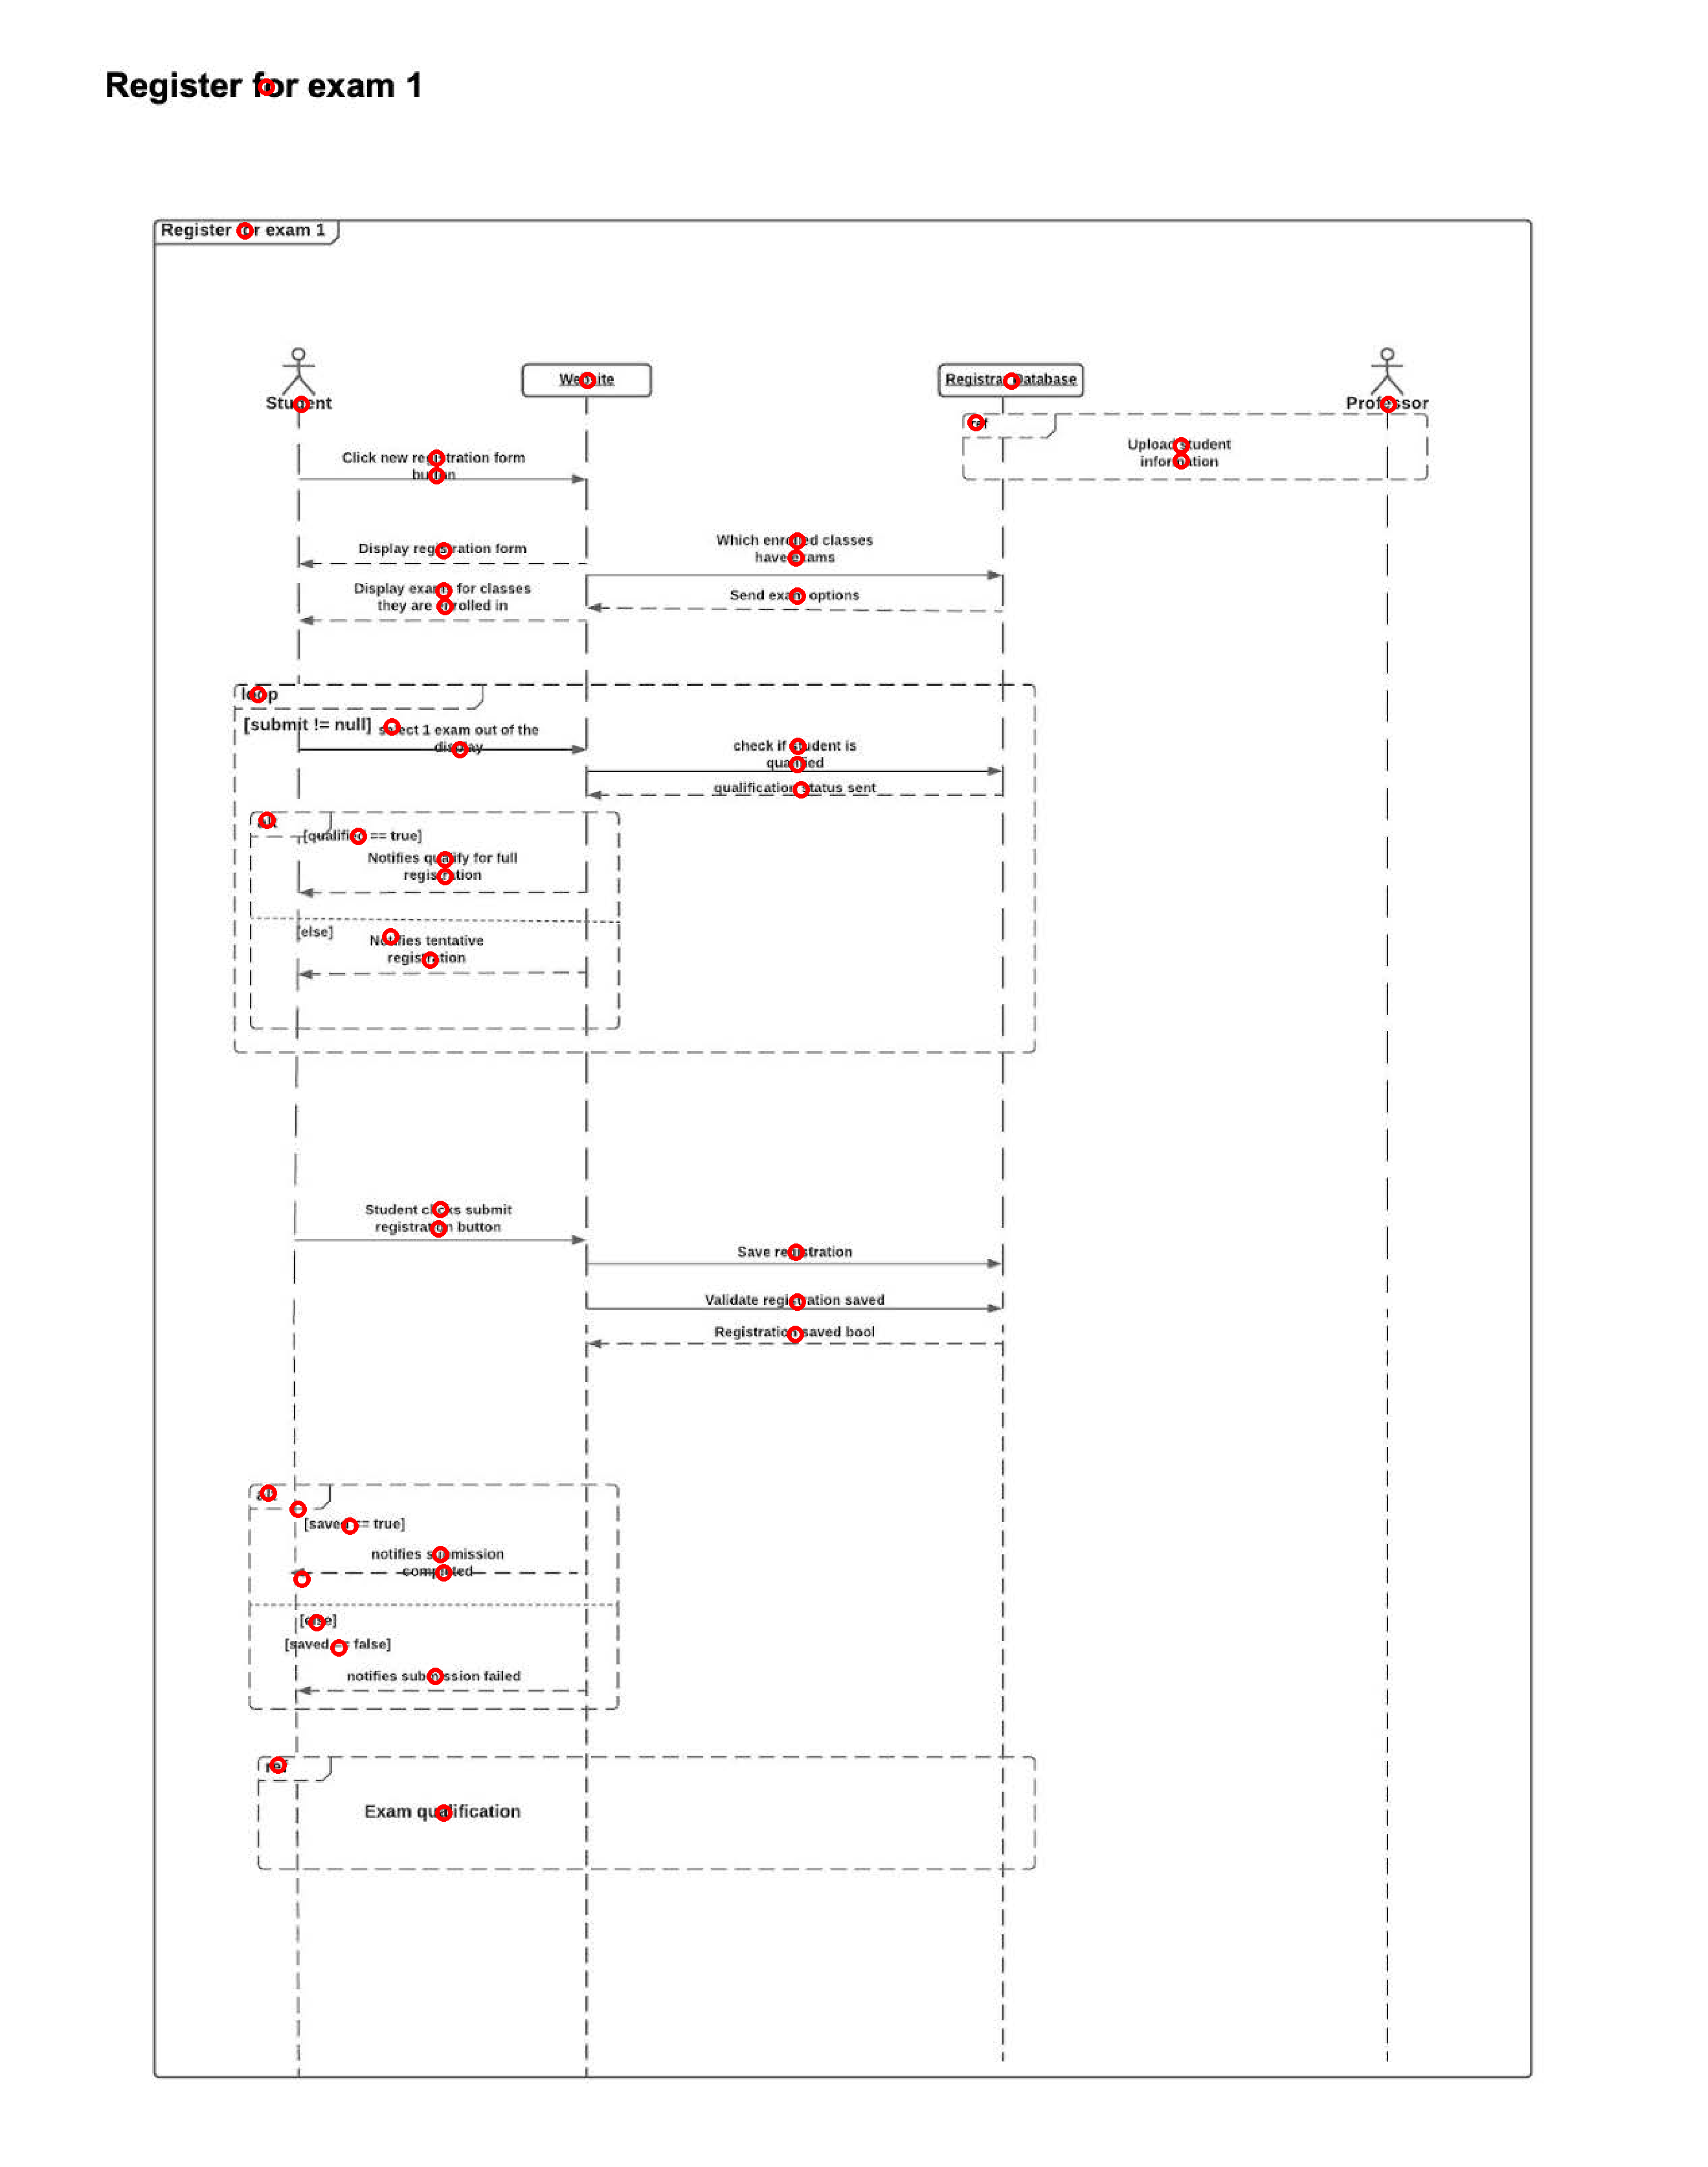 Register for exam 1
Register for exam 1
Student
Website
Registrar Database
Professor
ref
Upload student
information
Click new registration form
button
Display registration form
Which enrolled classes
have exams
Display exams for classes
they are enrolled in
Send exam options
loop
[submit != null]
select 1 exam out of the
display
check if student is
qualified
qualification status sent
alt
[qualified == true]
Notifies qualify for full
registration
[else]
Notifies tentative
registration
Student clicks submit
registration button
Save registration
Validate registration saved
Registration saved bool
alt
[saved == true]
notifies submission
completed
[else]
[saved == false]
notifies submission failed
ref
Exam qualification